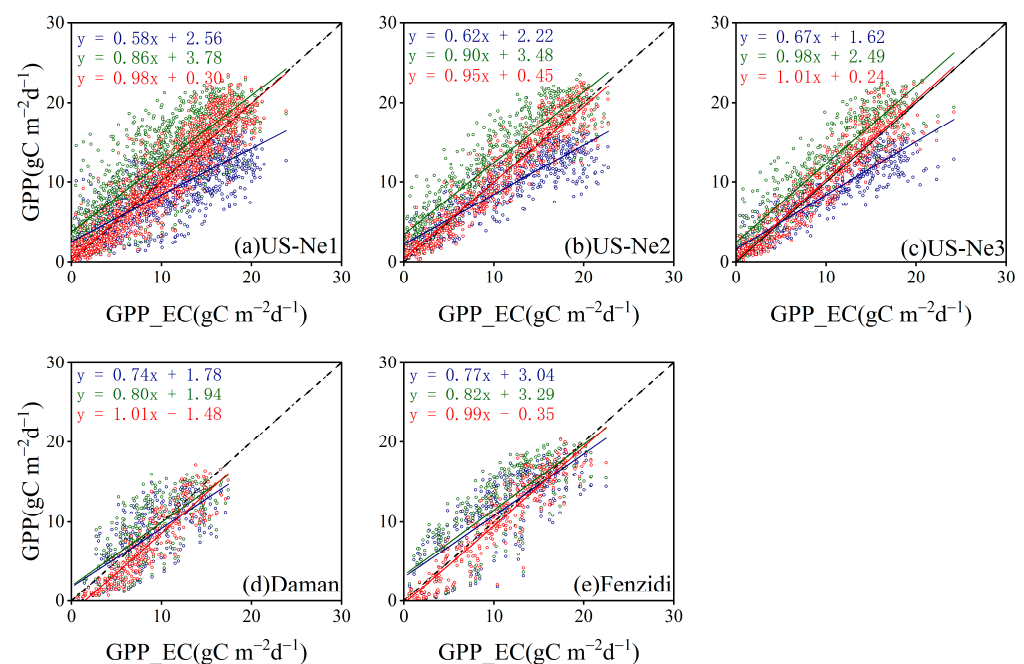 30
20
10
0
GPP(gC m⁻²d⁻¹)
y = 0.58x + 2.56
y = 0.86x + 3.78
y = 0.98x + 0.30
(a)US-Ne1
0 10 20 30
GPP_EC(gC m⁻²d⁻¹)
30
20
10
0
y = 0.62x + 2.22
y = 0.90x + 3.48
y = 0.95x + 0.45
(b)US-Ne2
0 10 20 30
GPP_EC(gC m⁻²d⁻¹)
30
20
10
0
y = 0.67x + 1.62
y = 0.98x + 2.49
y = 1.01x + 0.24
(c)US-Ne3
0 10 20 30
GPP_EC(gC m⁻²d⁻¹)
30
20
10
0
GPP(gC m⁻²d⁻¹)
y = 0.74x + 1.78
y = 0.80x + 1.94
y = 1.01x - 1.48
(d)Daman
0 10 20 30
GPP_EC(gC m⁻²d⁻¹)
30
20
10
0
y = 0.77x + 3.04
y = 0.82x + 3.29
y = 0.99x - 0.35
(e)Fenzidi
0 10 20 30
GPP_EC(gC m⁻²d⁻¹)